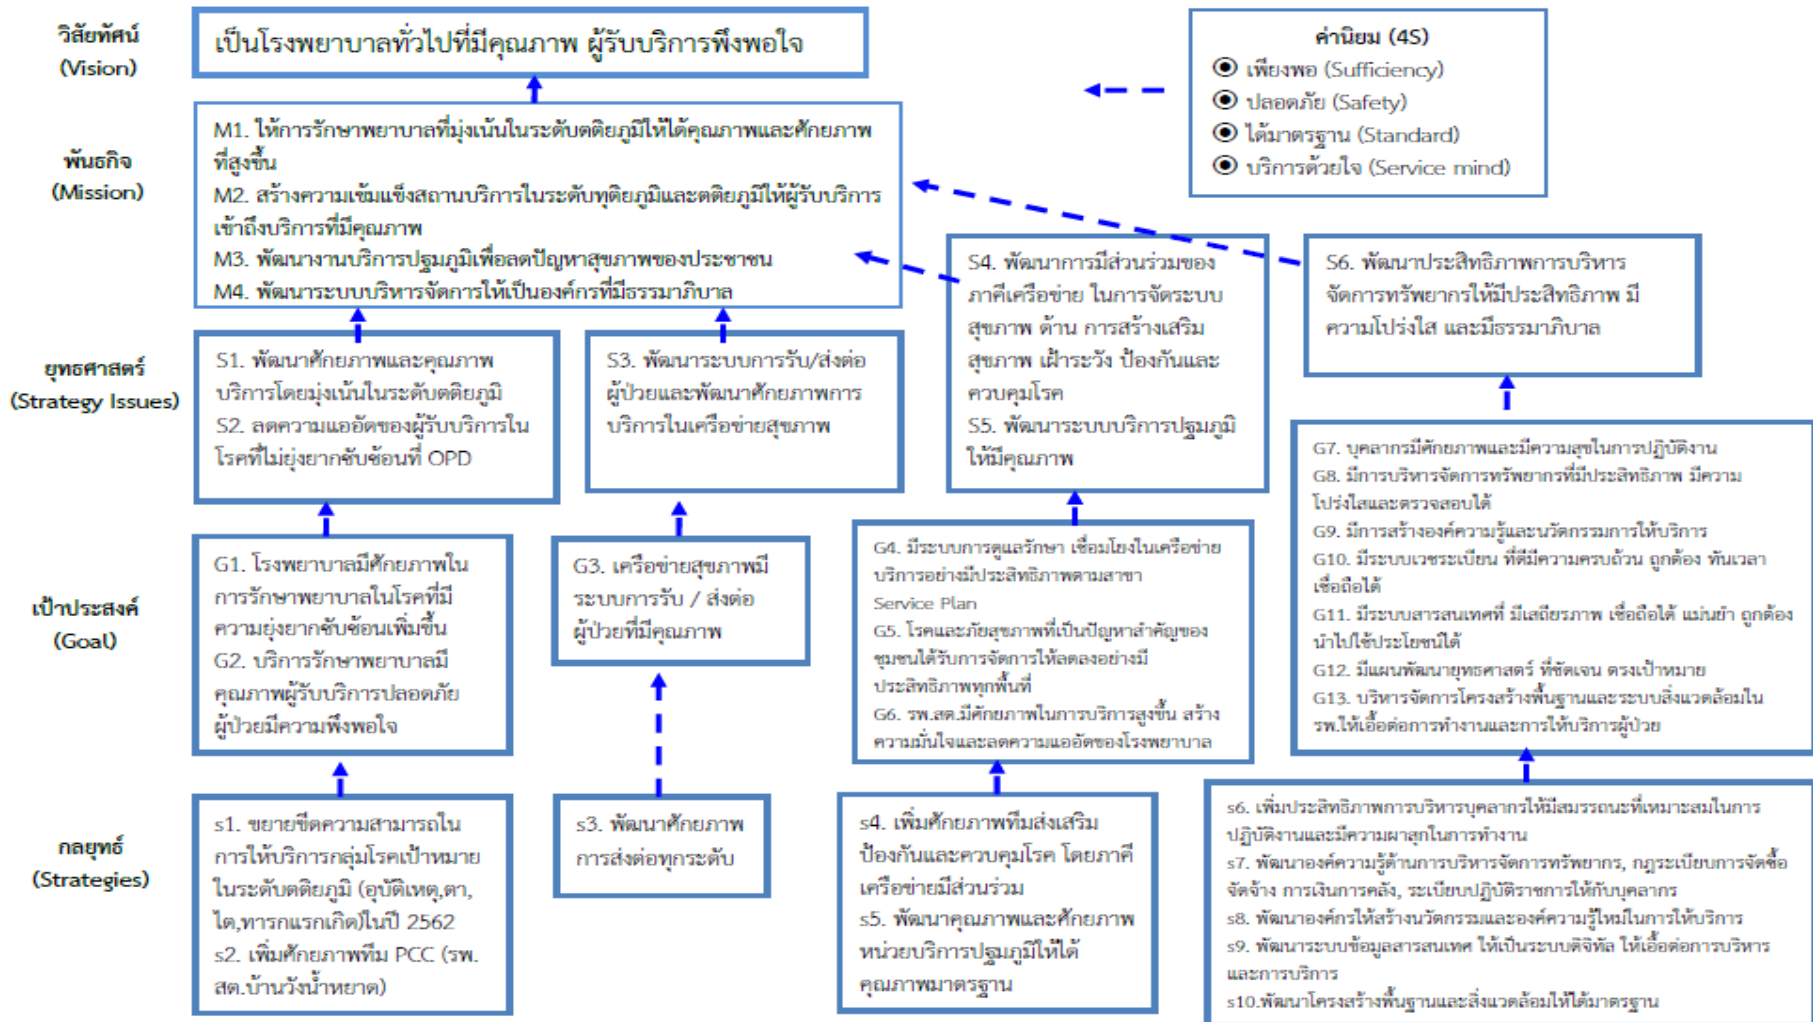 วิสัยทัศน์
(Vision)
เป็นโรงพยาบาลทั่วไปที่มีคุณภาพ ผู้รับบริการพึงพอใจ
ค่านิยม (4S)
เพียงพอ (Sufficiency)
ปลอดภัย (Safety)
ได้มาตรฐาน (Standard)
บริการด้วยใจ (Service mind)
พันธกิจ
(Mission)
M1. ให้การรักษาพยาบาลที่มุ่งเน้นในระดับตติยภูมิให้ได้คุณภาพและศักยภาพ
ที่สูงขึ้น
M2. สร้างความเข้มแข็งสถานบริการในระดับทุติยภูมิและตติยภูมิให้ผู้รับบริการ
เข้าถึงบริการที่มีคุณภาพ
M3. พัฒนางานบริการปฐมภูมิเพื่อลดปัญหาสุขภาพของประชาชน
M4. พัฒนาระบบบริหารจัดการให้เป็นองค์กรที่มีธรรมาภิบาล
ยุทธศาสตร์
(Strategy Issues)
S1. พัฒนาศักยภาพและคุณภาพ
บริการโดยมุ่งเน้นในระดับตติยภูมิ
S2. ลดความแออัดของผู้รับบริการใน
โรคที่ไม่ยุ่งยากซับซ้อนที่ OPD
S3. พัฒนาระบบการรับ/ส่งต่อ
ผู้ป่วยและพัฒนาศักยภาพการ
บริการในเครือข่ายสุขภาพ
S4. พัฒนาการมีส่วนร่วมของ
ภาคีเครือข่าย ในการจัดระบบ
สุขภาพ ด้าน การสร้างเสริม
สุขภาพ เฝ้าระวัง ป้องกันและ
ควบคุมโรค
S5. พัฒนาระบบบริการปฐมภูมิ
ให้มีคุณภาพ
S6. พัฒนาประสิทธิภาพการบริหาร
จัดการทรัพยากรให้มีประสิทธิภาพ มี
ความโปร่งใส และมีธรรมาภิบาล
เป้าประสงค์
(Goal)
G1. โรงพยาบาลมีศักยภาพใน
การรักษาพยาบาลในโรคที่มี
ความยุ่งยากซับซ้อนเพิ่มขึ้น
G2. บริการรักษาพยาบาลมี
คุณภาพผู้รับบริการปลอดภัย
ผู้ป่วยมีความพึงพอใจ
G3. เครือข่ายสุขภาพมี
ระบบการรับ / ส่งต่อ
ผู้ป่วยที่มีคุณภาพ
G4. มีระบบการดูแลรักษา เชื่อมโยงในเครือข่าย
บริการอย่างมีประสิทธิภาพตามสาขา
Service Plan
G5. โรคและภัยสุขภาพที่เป็นปัญหาสำคัญของ
ชุมชนได้รับการจัดการให้ลดลงอย่างมี
ประสิทธิภาพทุกพื้นที่
G6. รพ.สต.มีศักยภาพในการบริการสูงขึ้น สร้าง
ความมั่นใจและลดความแออัดของโรงพยาบาล
G7. บุคลากรมีศักยภาพและมีความสุขในการปฏิบัติงาน
G8. มีการบริหารจัดการทรัพยากรที่มีประสิทธิภาพ มีความ
โปร่งใสและตรวจสอบได้
G9. มีการสร้างองค์ความรู้และนวัตกรรมการให้บริการ
G10. มีระบบเวชระเบียน ที่ดีมีความครบถ้วน ถูกต้อง ทันเวลา
เชื่อถือได้
G11. มีระบบสารสนเทศที่ มีเสถียรภาพ เชื่อถือได้ แม่นยำ ถูกต้อง
นำไปใช้ประโยชน์ได้
G12. มีแผนพัฒนายุทธศาสตร์ ที่ชัดเจน ตรงเป้าหมาย
G13. บริหารจัดการโครงสร้างพื้นฐานและระบบสิ่งแวดล้อมใน
รพ.ให้เอื้อต่อการทำงานและการให้บริการผู้ป่วย
กลยุทธ์
(Strategies)
s1. ขยายขีดความสามารถใน
การให้บริการกลุ่มโรคเป้าหมาย
ในระดับตติยภูมิ (อุบัติเหตุ,ตา,
ไต,ทารกแรกเกิด)ในปี 2562
s2. เพิ่มศักยภาพทีม PCC (รพ.
สต.บ้านวังน้ำหยาด)
s3. พัฒนาศักยภาพ
การส่งต่อทุกระดับ
s4. เพิ่มศักยภาพทีมส่งเสริม
ป้องกันและควบคุมโรค โดยภาคี
เครือข่ายมีส่วนร่วม
s5. พัฒนาคุณภาพและศักยภาพ
หน่วยบริการปฐมภูมิให้ได้
คุณภาพมาตรฐาน
s6. เพิ่มประสิทธิภาพการบริหารบุคลากรให้มีสมรรถนะที่เหมาะสมในการ
ปฏิบัติงานและมีความผาสุกในการทำงาน
s7. พัฒนาองค์ความรู้ด้านการบริหารจัดการทรัพยากร, กฎระเบียบการจัดซื้อ
จัดจ้าง การเงินการคลัง, ระเบียบปฏิบัติราชการให้กับบุคลากร
s8. พัฒนาองค์กรให้สร้างนวัตกรรมและองค์ความรู้ใหม่ในการให้บริการ
s9. พัฒนาระบบข้อมูลสารสนเทศ ให้เป็นระบบดิจิทัล ให้เอื้อต่อการบริหาร
และการบริการ
s10.พัฒนาโครงสร้างพื้นฐานและสิ่งแวดล้อมให้ได้มาตรฐาน